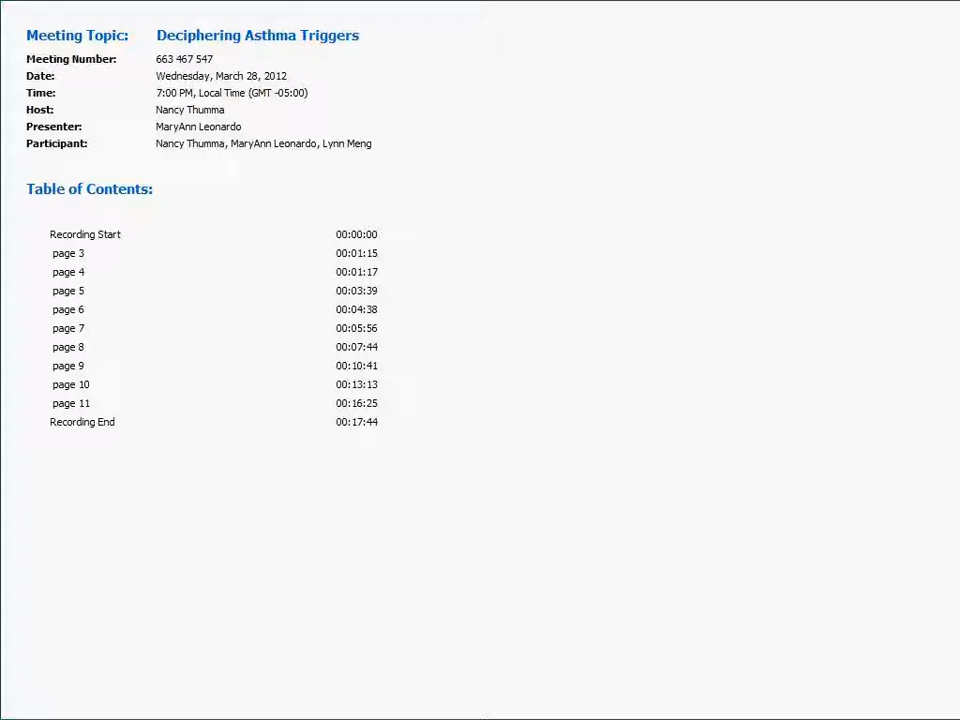 Meeting Topic: Deciphering Asthma Triggers
Meeting Number: 663 467 547
Date: Wednesday, March 28, 2012
Time: 7:00 PM, Local Time (GMT -05:00)
Host: Nancy Thumma
Presenter: MaryAnn Leonardo
Participant: Nancy Thumma, MaryAnn Leonardo, Lynn Meng
Table of Contents:
Recording Start 00:00:00
page 3 00:01:15
page 4 00:01:17
page 5 00:03:39
page 6 00:04:38
page 7 00:05:56
page 8 00:07:44
page 9 00:10:41
page 10 00:13:13
page 11 00:16:25
Recording End 00:17:44